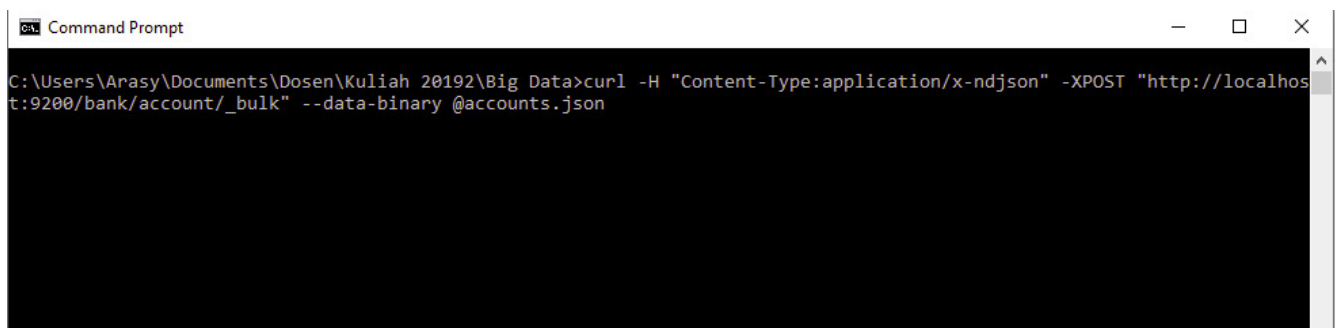 Command Prompt
C:\Users\Arasy\Documents\Dosen\Kuliah 20192\Big Data>curl -H "Content-Type:application/x-ndjson" -XPOST "http://localhos
t:9200/bank/account/_bulk" --data-binary @accounts.json